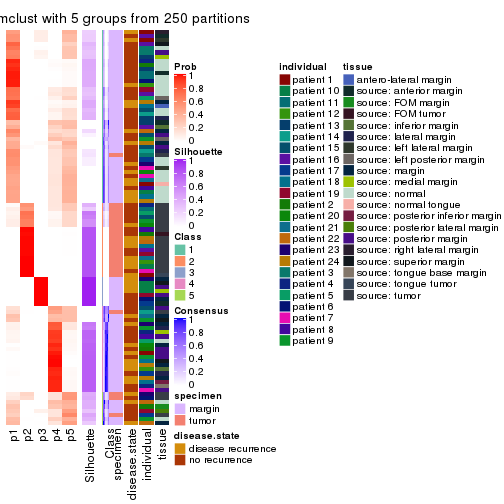 mclust with 5 groups from 250 partitions
Prob
1
0.8
0.6
0.4
0.2
0
Silhouette
1
0.8
0.6
0.4
0.2
0
Class
1
2
3
4
5
Consensus
1
0.8
0.6
0.4
0.2
0
specimen
margin
tumor
disease.state
disease recurrence
no recurrence
individual
patient 1
patient 10
patient 11
patient 12
patient 13
patient 14
patient 15
patient 16
patient 17
patient 18
patient 19
patient 2
patient 20
patient 21
patient 22
patient 23
patient 24
patient 3
patient 4
patient 5
patient 6
patient 7
patient 8
patient 9
tissue
antero-lateral margin
source: anterior margin
source: FOM margin
source: FOM tumor
source: inferior margin
source: lateral margin
source: left lateral margin
source: left posterior margin
source: margin
source: medial margin
source: normal
source: normal tongue
source: posterior inferior margin
source: posterior lateral margin
source: posterior margin
source: right lateral margin
source: superior margin
source: tongue base margin
source: tongue tumor
source: tumor
p1
p2
p3
p4
p5
Silhouette
Class
specimen
disease.state
individual
tissue